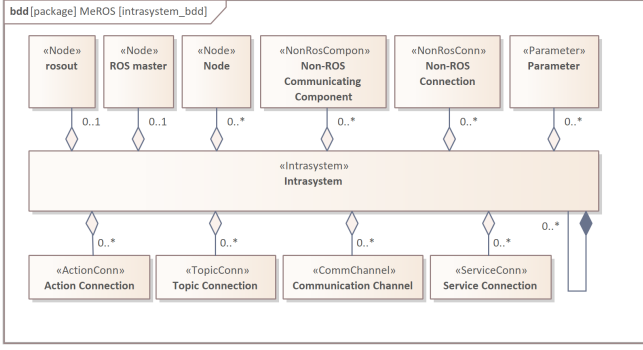 bdd [package] MeROS [intrasystem_bdd]
«Node»
rosout
«Node»
ROS master
«Node»
Node
«NonRosCompon»
Non-ROS
Communicating
Component
«NonRosConn»
Non-ROS
Connection
«Parameter»
Parameter
0..1
0..1
0..*
0..*
0..*
0..*
«Intrasystem»
Intrasystem
0..*
0..*
0..*
0..*
0..*
«ActionConn»
Action Connection
«TopicConn»
Topic Connection
«CommChannel»
Communication Channel
«ServiceConn»
Service Connection